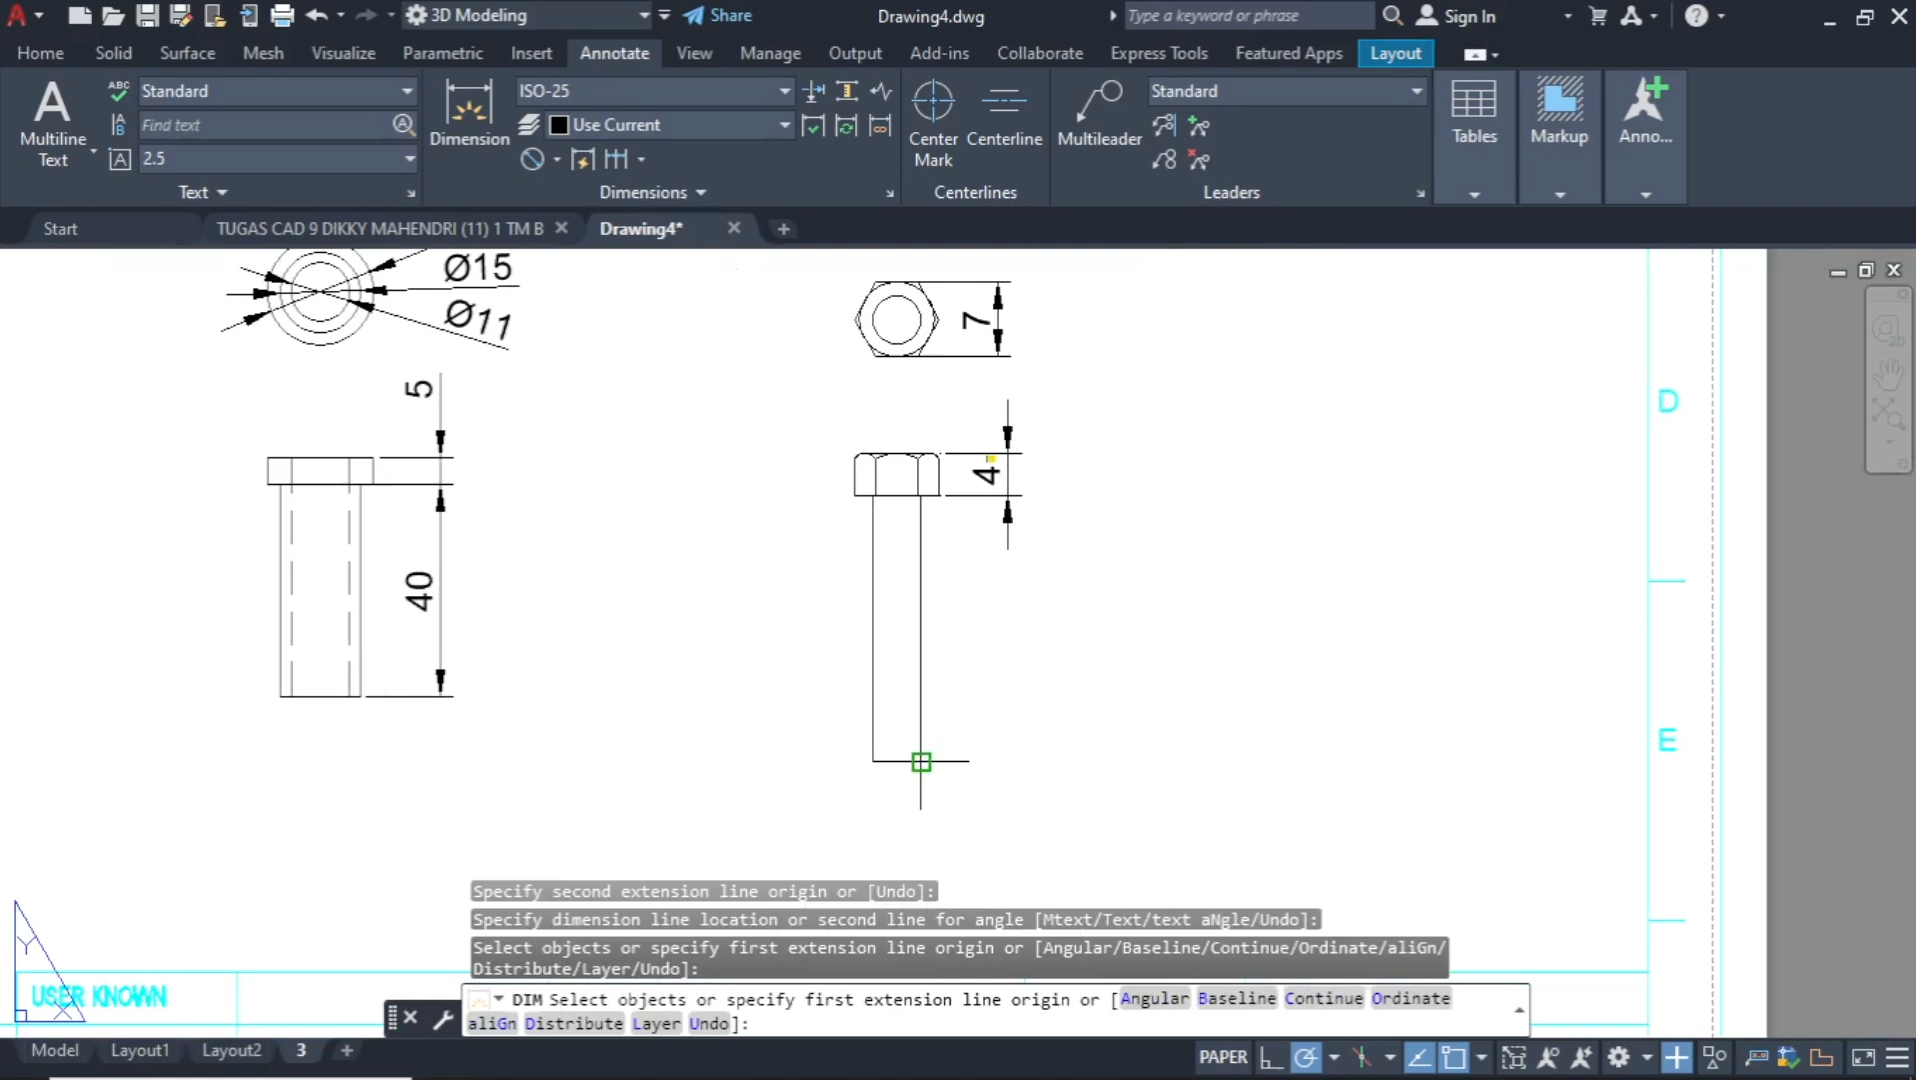 3D Modeling
Share
Drawing4.dwg
Type a keyword or phrase
Sign In
Home
Solid
Surface
Mesh
Visualize
Parametric
Insert
Annotate
View
Manage
Output
Add-ins
Collaborate
Express Tools
Featured Apps
Layout
Multiline
Text
ABC
Standard
Find text
2.5
Text
Dimension
ISO-25
Use Current
Dimensions
Center
Mark
Centerline
Centerlines
Multileader
Standard
Leaders
Tables
Markup
Anno...
Start
TUGAS CAD 9 DIKKY MAHENDRI (11) 1 TM B
Drawing4*
Ø15
Ø11
7
5
4
40
D
E
2D
Y
X
USER KNOWN
Specify second extension line origin or [Undo]:
Specify dimension line location or second line for angle [Mtext/Text/text aNgle/Undo]:
Select objects or specify first extension line origin or [Angular/Baseline/Continue/Ordinate/aliGn/
Distribute/Layer/Undo]:
DIM Select objects or specify first extension line origin or [Angular Baseline Continue Ordinate
aliGn Distribute Layer Undo]:
Model
Layout1
Layout2
3
PAPER